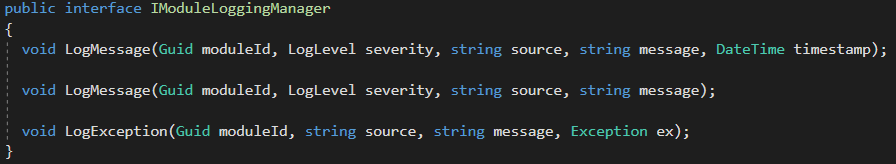 public interface IModuleLoggingManager
{
void LogMessage(Guid moduleId, LogLevel severity, string source, string message, DateTime timestamp);
void LogMessage(Guid moduleId, LogLevel severity, string source, string message);
void LogException(Guid moduleId, string source, string message, Exception ex);
}